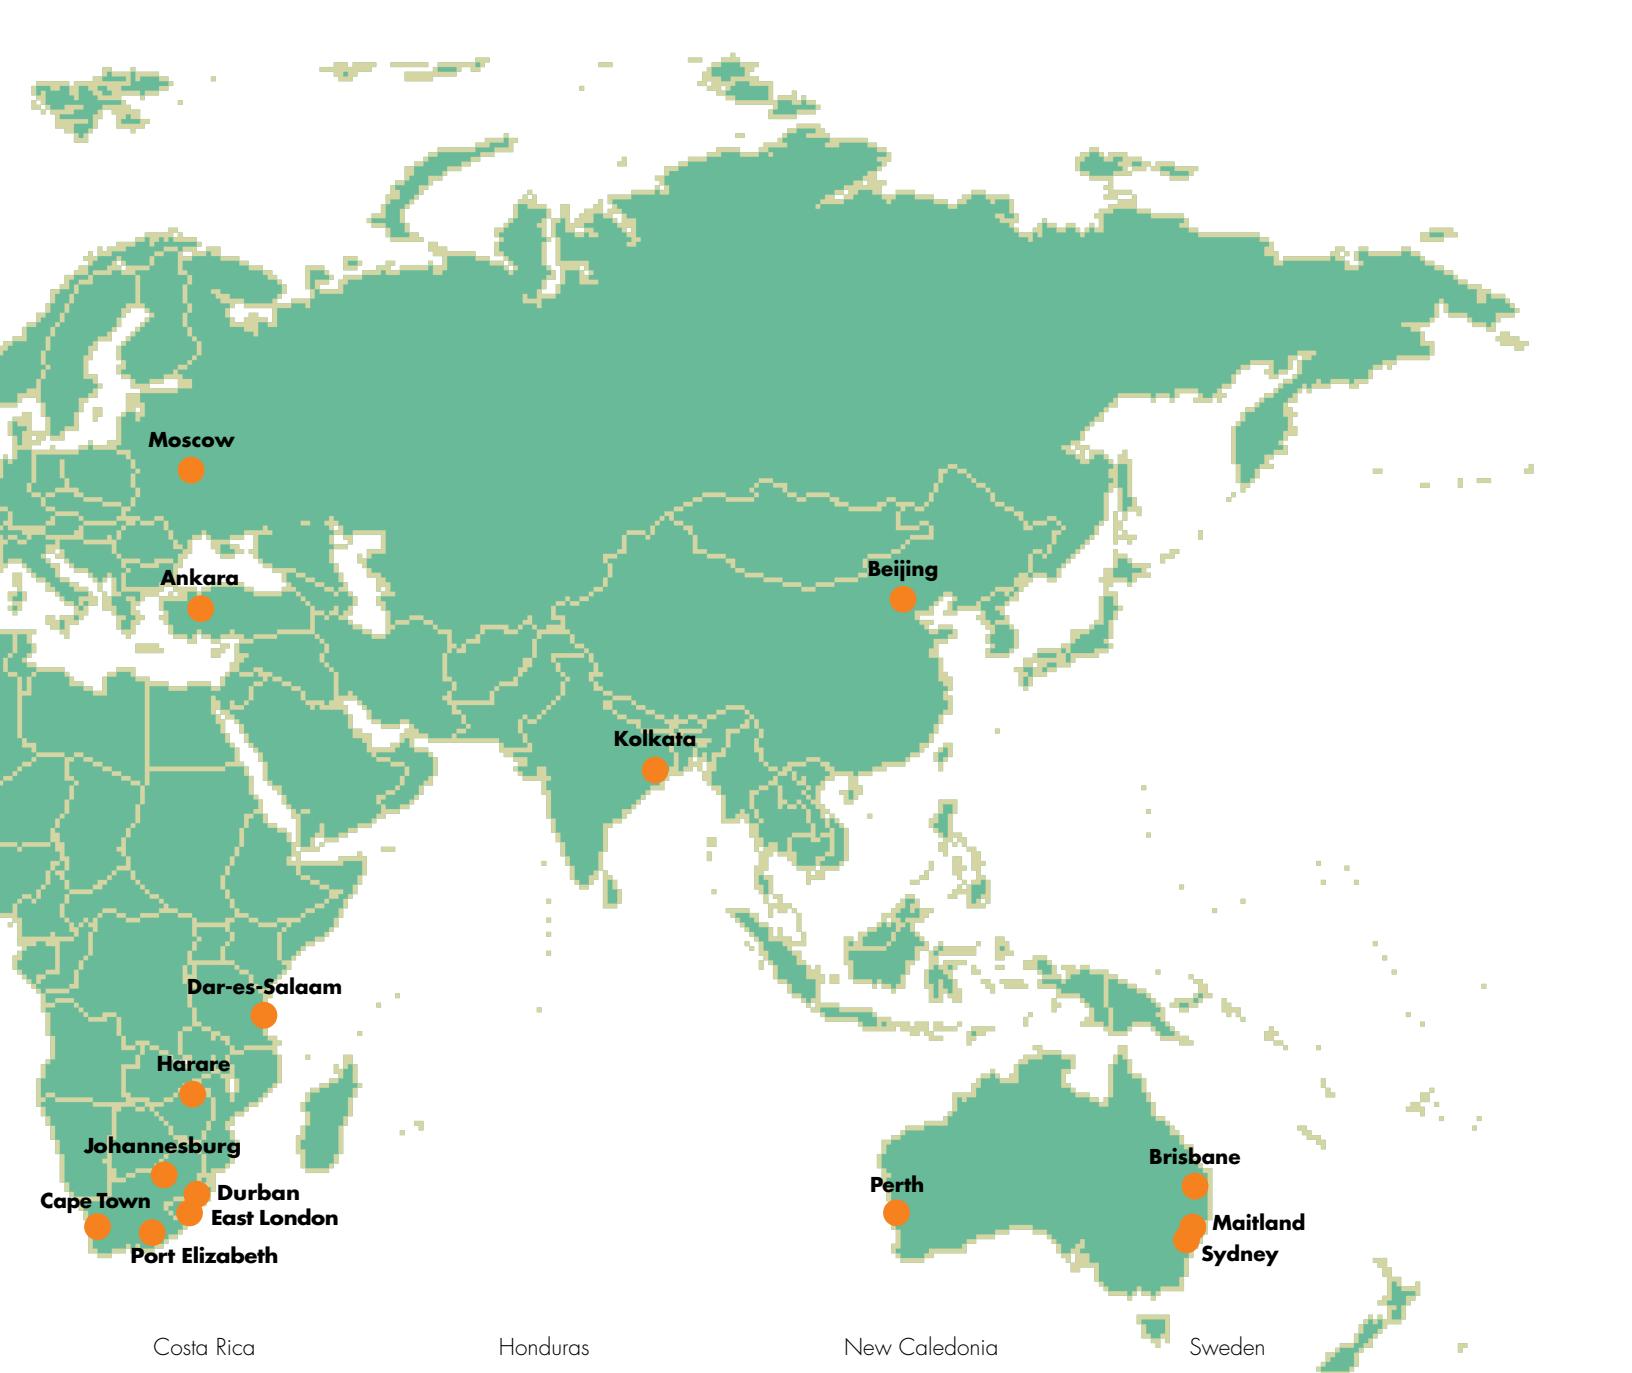 Moscow
Ankara
Beijing
Kolkata
Dar-es-Salaam
Harare
Johannesburg
Brisbane
Perth
Durban
Cape Town
East London
Maitland
Port Elizabeth
Sydney
Costa Rica
Honduras
New Caledonia
Sweden